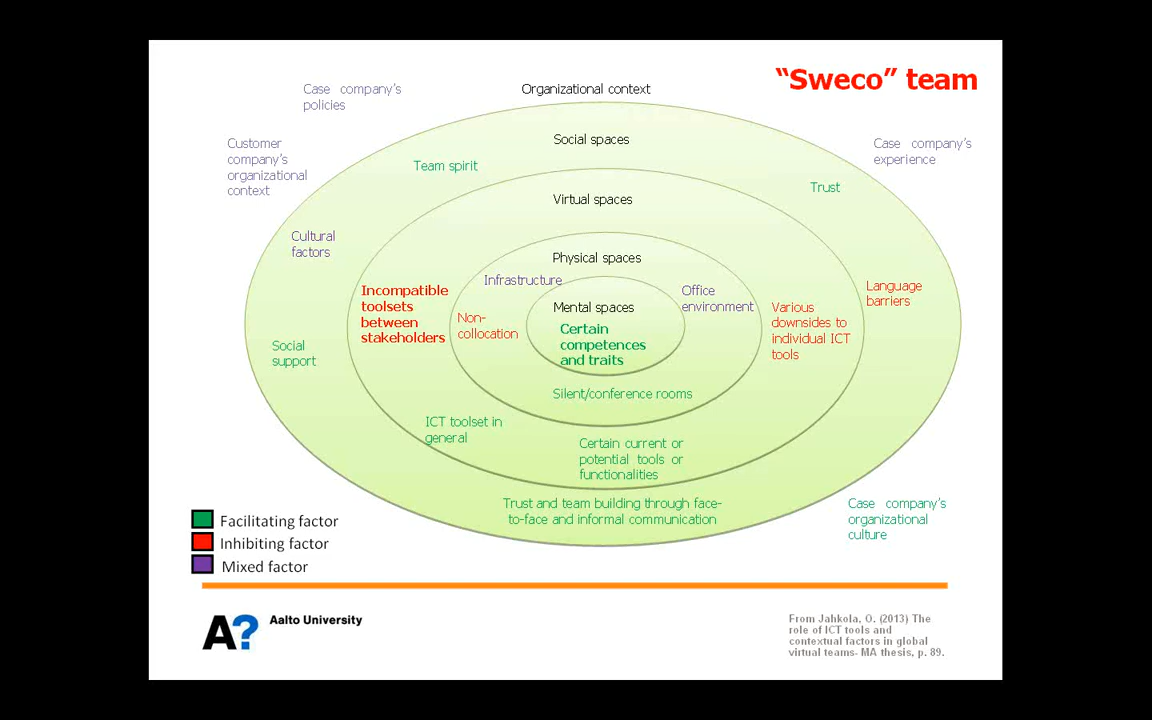 “Sweco” team
Case company’s
policies
Organizational context
Customer
company’s
organizational
context
Social spaces
Case company’s
experience
Team spirit
Trust
Virtual spaces
Cultural
factors
Physical spaces
Infrastructure
Office
environment
Language
barriers
Incompatible
toolsets
between
stakeholders
Non-
collocation
Mental spaces
Certain
competences
and traits
Various
downsides to
individual ICT
tools
Social
support
Silent/conference rooms
ICT toolset in
general
Certain current or
potential tools or
functionalities
Trust and team building through face-
to-face and informal communication
Case company’s
organizational
culture
Facilitating factor
Inhibiting factor
Mixed factor
A?
Aalto University
From Jahkola, O. (2013) The
role of ICT tools and
contextual factors in global
virtual teams- MA thesis, p. 89.